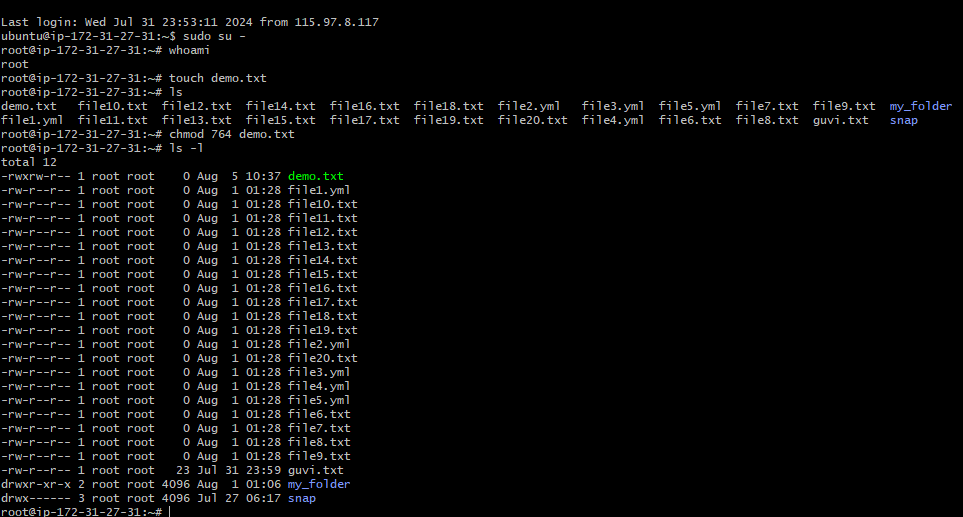 Last login: Wed Jul 31 23:53:11 2024 from 115.97.8.117
ubuntu@ip-172-31-27-31:~$ sudo su -
root@ip-172-31-27-31:~# whoami
root
root@ip-172-31-27-31:~# touch demo.txt
root@ip-172-31-27-31:~# ls
demo.txt   file10.txt  file12.txt  file14.txt  file16.txt  file18.txt  file2.yml   file3.yml  file5.yml  file7.txt  file9.txt  my_folder
file1.yml  file11.txt  file13.txt  file15.txt  file17.txt  file19.txt  file20.txt  file4.yml  file6.txt  file8.txt  guvi.txt   snap
root@ip-172-31-27-31:~# chmod 764 demo.txt
root@ip-172-31-27-31:~# ls -l
total 12
-rwxrw-r-- 1 root root    0 Aug  5 10:37 demo.txt
-rw-r--r-- 1 root root    0 Aug  1 01:28 file1.yml
-rw-r--r-- 1 root root    0 Aug  1 01:28 file10.txt
-rw-r--r-- 1 root root    0 Aug  1 01:28 file11.txt
-rw-r--r-- 1 root root    0 Aug  1 01:28 file12.txt
-rw-r--r-- 1 root root    0 Aug  1 01:28 file13.txt
-rw-r--r-- 1 root root    0 Aug  1 01:28 file14.txt
-rw-r--r-- 1 root root    0 Aug  1 01:28 file15.txt
-rw-r--r-- 1 root root    0 Aug  1 01:28 file16.txt
-rw-r--r-- 1 root root    0 Aug  1 01:28 file17.txt
-rw-r--r-- 1 root root    0 Aug  1 01:28 file18.txt
-rw-r--r-- 1 root root    0 Aug  1 01:28 file19.txt
-rw-r--r-- 1 root root    0 Aug  1 01:28 file2.yml
-rw-r--r-- 1 root root    0 Aug  1 01:28 file20.txt
-rw-r--r-- 1 root root    0 Aug  1 01:28 file3.yml
-rw-r--r-- 1 root root    0 Aug  1 01:28 file4.yml
-rw-r--r-- 1 root root    0 Aug  1 01:28 file5.yml
-rw-r--r-- 1 root root    0 Aug  1 01:28 file6.txt
-rw-r--r-- 1 root root    0 Aug  1 01:28 file7.txt
-rw-r--r-- 1 root root    0 Aug  1 01:28 file8.txt
-rw-r--r-- 1 root root    0 Aug  1 01:28 file9.txt
-rw-r--r-- 1 root root   23 Jul 31 23:59 guvi.txt
drwxr-xr-x 2 root root 4096 Aug  1 01:06 my_folder
drwx------ 3 root root 4096 Jul 27 06:17 snap
root@ip-172-31-27-31:~#